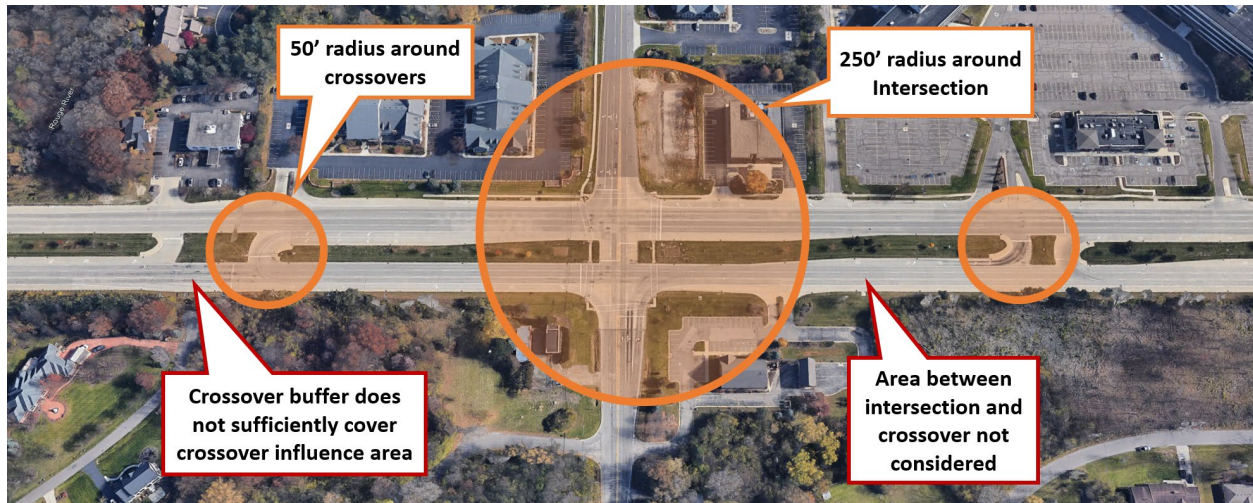 50’ radius around
crossovers
250’ radius around
Intersection
Rouge River
Crossover buffer does
not sufficiently cover
crossover influence area
Area between
intersection and
crossover not
considered